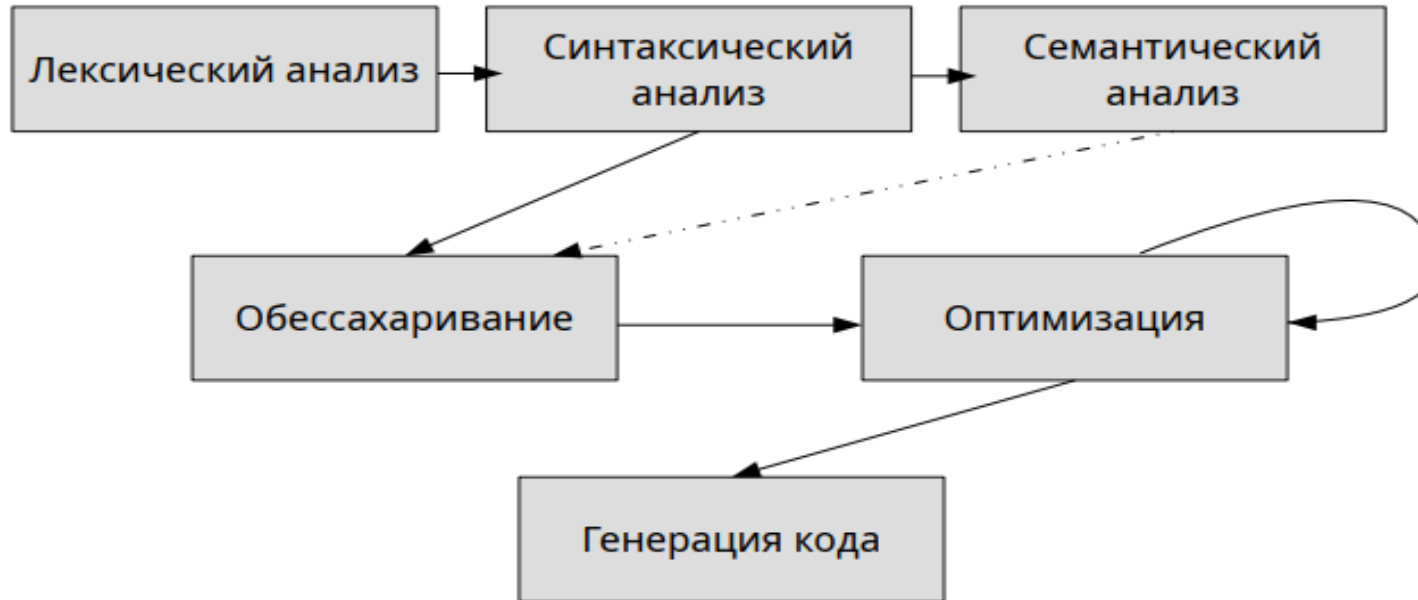 Лексический анализ
Синтаксический
анализ
Семантический
анализ
Обессахаривание
Оптимизация
Генерация кода